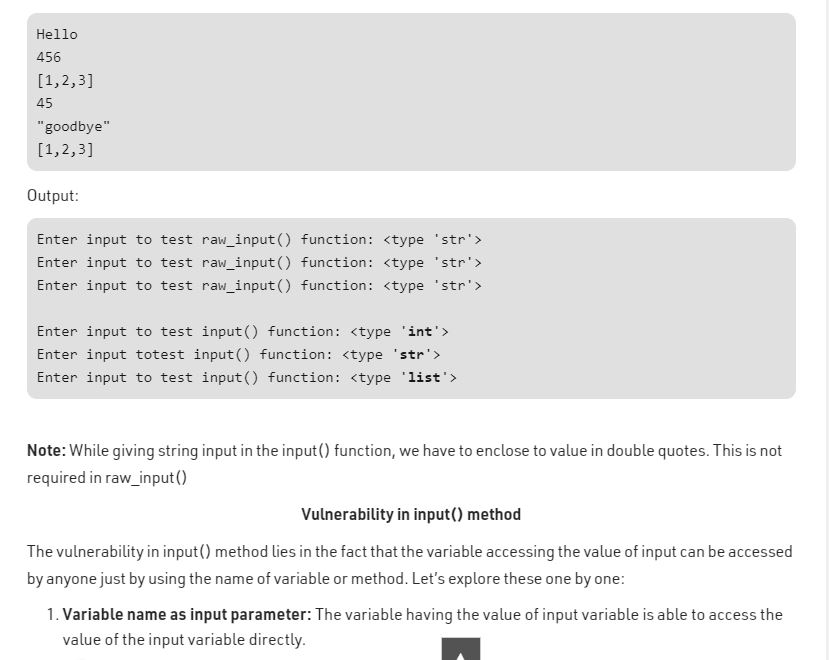 Hello
456
[1,2,3]
45
"goodbye"
[1,2,3]
Output:
Enter input to test raw_input() function: <type 'str'>
Enter input to test raw_input() function: <type 'str'>
Enter input to test raw_input() function: <type 'str'>
Enter input to test input() function: <type 'int'>
Enter input totest input() function: <type 'str'>
Enter input to test input() function: <type 'list'>
Note: While giving string input in the input() function, we have to enclose to value in double quotes. This is not
required in raw_input()
Vulnerability in input() method
The vulnerability in input() method lies in the fact that the variable accessing the value of input can be accessed
by anyone just by using the name of variable or method. Let's explore these one by one:
1. Variable name as input parameter: The variable having the value of input variable is able to access the
value of the input variable directly.